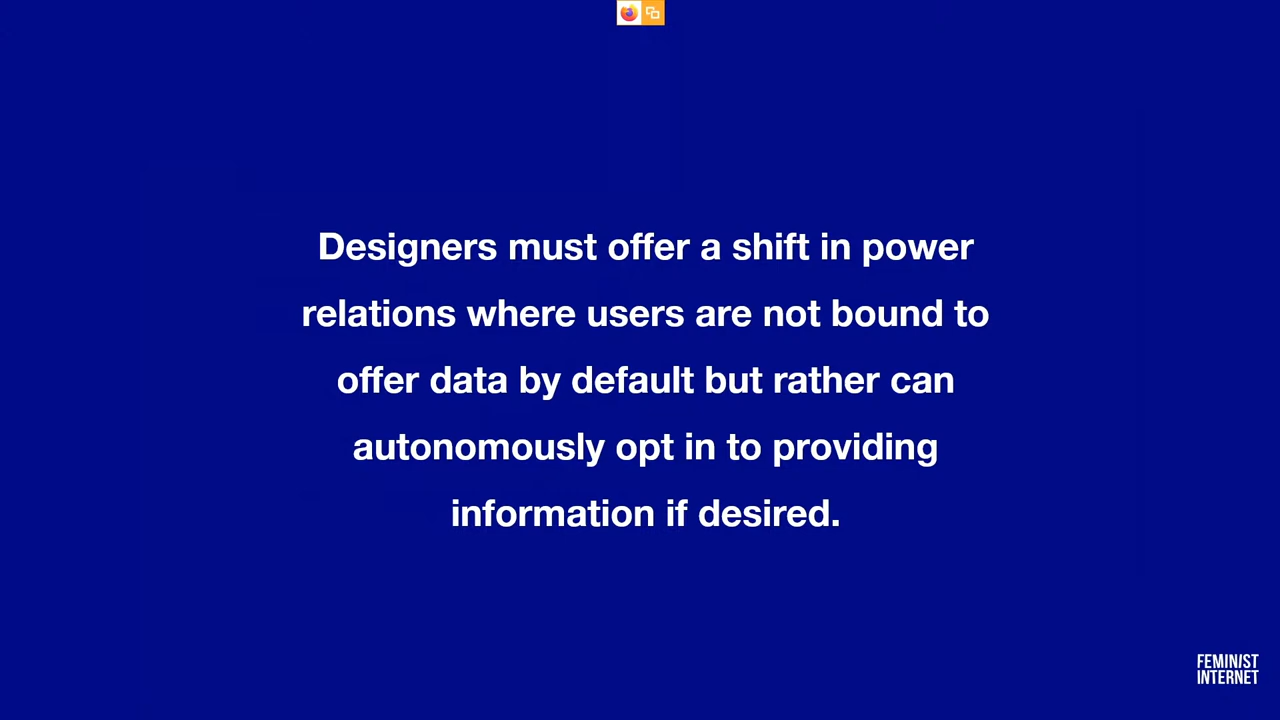 Designers must offer a shift in power
relations where users are not bound to
offer data by default but rather can
autonomously opt in to providing
information if desired.
FEMINIST
INTERNET